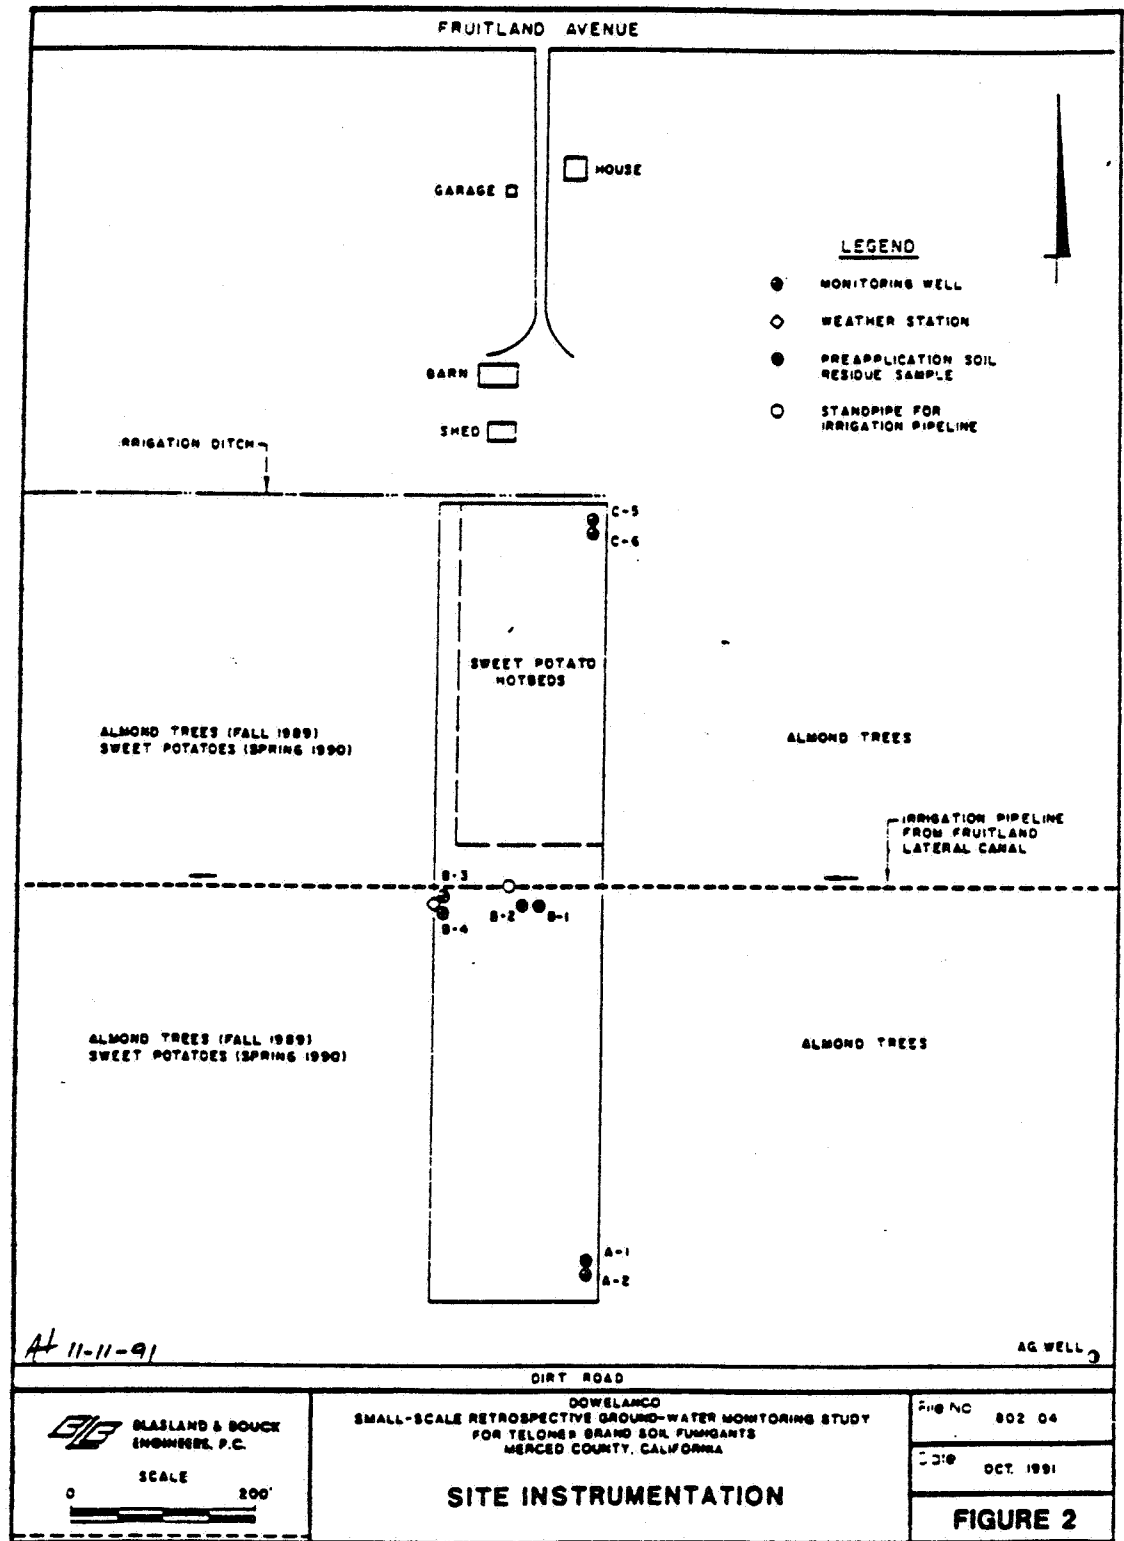 FRUITLAND AVENUE
HOUSE
GARAGE
LEGEND
MONITORING WELL
WEATHER STATION
PREAPPLICATION SOIL
RESIDUE SAMPLE
STANDPIPE FOR
IRRIGATION PIPELINE
BARN
SHED
IRRIGATION DITCH
C-5
C-6
SWEET POTATO
HOTBEDS
ALMOND TREES (FALL 1989)
SWEET POTATOES (SPRING 1990)
ALMOND TREES
IRRIGATION PIPELINE
FROM FRUITLAND
LATERAL CANAL
B-3
B-2
B-1
B-4
ALMOND TREES (FALL 1989)
SWEET POTATOES (SPRING 1990)
ALMOND TREES
A-1
A-2
11-11-91
AG WELL
DIRT ROAD
BLASLAND & BOUCK
ENGINEERS, P.C.
SCALE
0 200'
DOWELANCO
SMALL-SCALE RETROSPECTIVE GROUND-WATER MONITORING STUDY
FOR TELONE® BRAND SOIL FUMIGANTS
MERCED COUNTY, CALIFORNIA
SITE INSTRUMENTATION
File No
802 04
Date
OCT. 1991
FIGURE 2